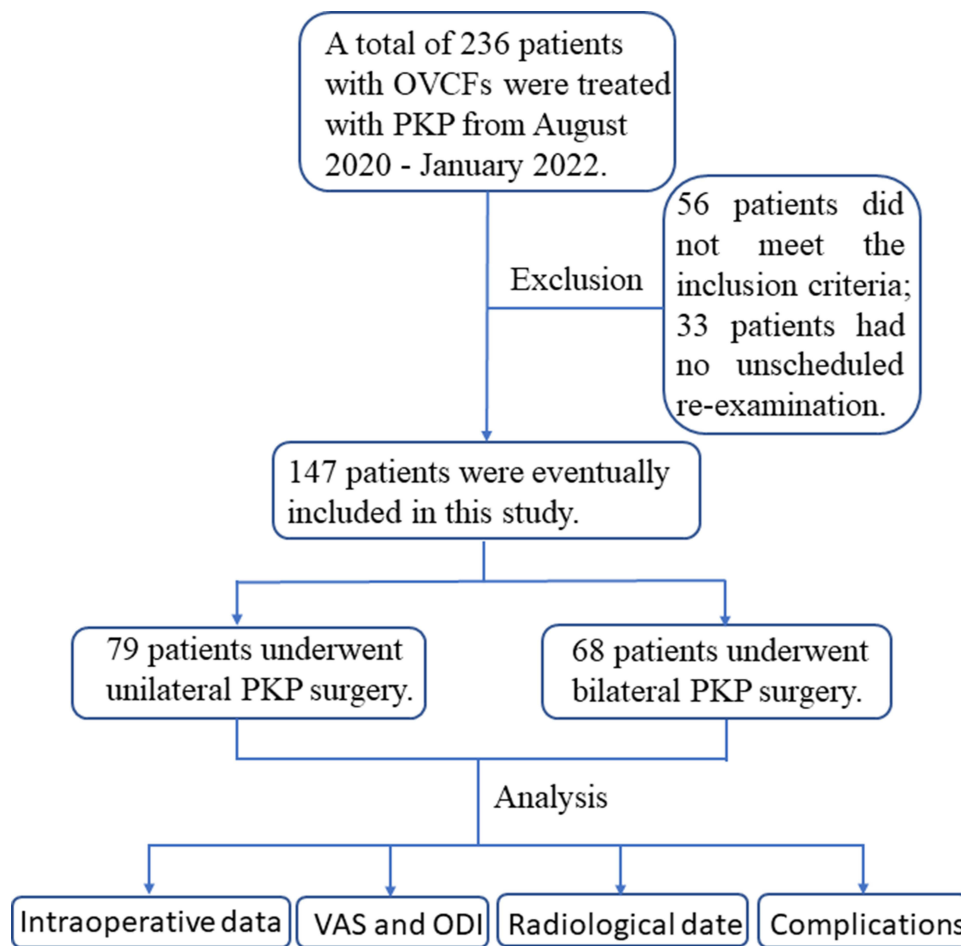 A total of 236 patients
with OVCFs were treated
with PKP from August
2020 - January 2022.
56 patients did
not meet the
inclusion criteria;
33 patients had
no unscheduled
re-examination.
Exclusion
147 patients were eventually
included in this study.
79 patients underwent
unilateral PKP surgery.
68 patients underwent
bilateral PKP surgery.
Analysis
Intraoperative data
VAS and ODI
Radiological date
Complications